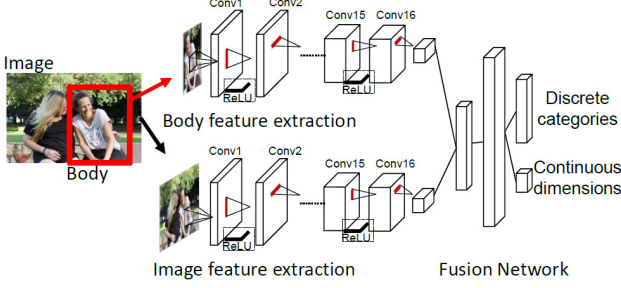 Conv1 Conv2 Conv15 Conv16
Image
ReLU
ReLU
Body feature extraction
Discrete
categories
Body
Conv1 Conv2 Conv15 Conv16
Continuous
dimensions
ReLU
ReLU
Image feature extraction
Fusion Network